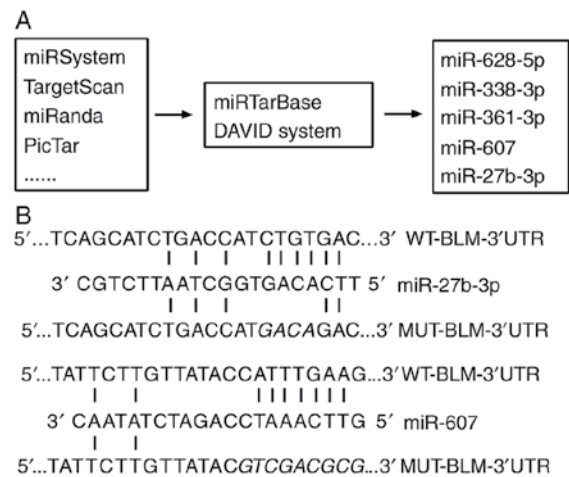 A
miRSystem
TargetScan
miRanda
PicTar
......
miRTarBase
DAVID system
miR-628-5p
miR-338-3p
miR-361-3p
miR-607
miR-27b-3p
B
5′...TCAGCATCTGACCATCTGTGAC...3′ WT-BLM-3′UTR
3′ CGTCTTAATCGGTGACACTT 5′ miR-27b-3p
5′...TCAGCATCTGACCATGACAGAC...3′ MUT-BLM-3′UTR
5′...TATTCTTGTTATACCATTTGAAG...3′ WT-BLM-3′UTR
3′ CAATATCTAGACCTAAACTTG 5′ miR-607
5′...TATTCTTGTTATACGTCGACGCG...3′ MUT-BLM-3′UTR